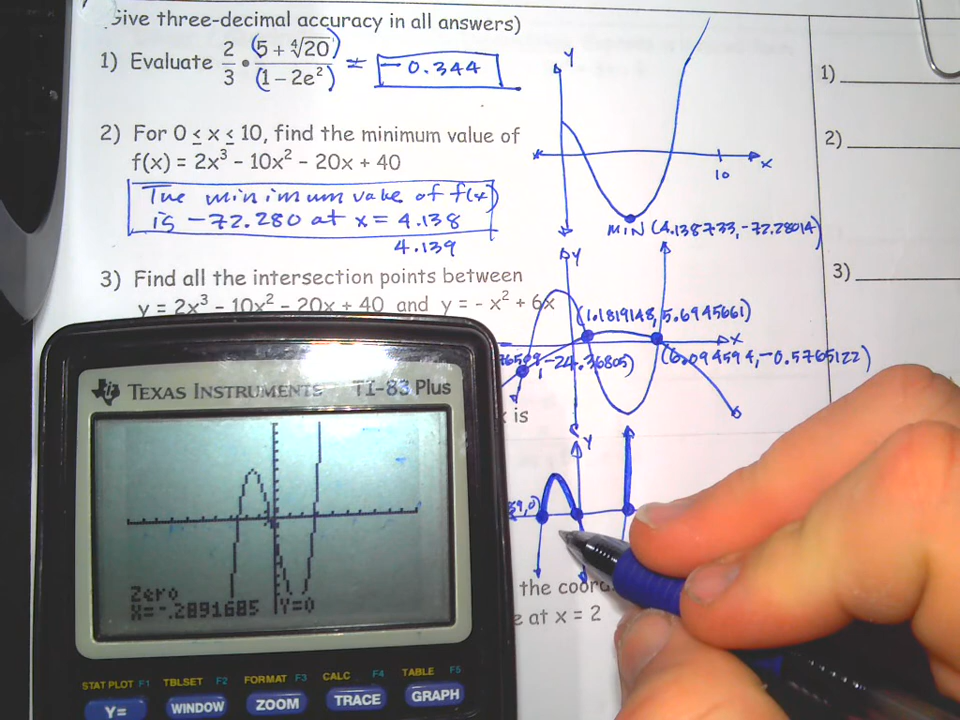 Give three-decimal accuracy in all answers)
1) Evaluate 2/3 • (5 + ∜20)/(1 – 2e²) = -0.344
2) For 0 ≤ x ≤ 10, find the minimum value of
f(x) = 2x³ – 10x² – 20x + 40
The minimum value of f(x)
is -72.280 at x = 4.138
4.139
3) Find all the intersection points between
y = 2x³ – 10x² – 20x + 40 and y = - x² + 6x
is
the
e at x = 2
Y
X
10
MIN (4.138733, -72.28014)
Y
(1.1819148, 5.6945661)
X
, -24.36805)
(6.094594, -0.5765122)
Y
59,0)
1)
2)
3)
TEXAS INSTRUMENTS TI-83 Plus
Zero
X=-.2891685 Y=0
STAT PLOT F1 TBLSET F2 FORMAT F3 CALC F4 TABLE F5
Y= WINDOW ZOOM TRACE GRAPH